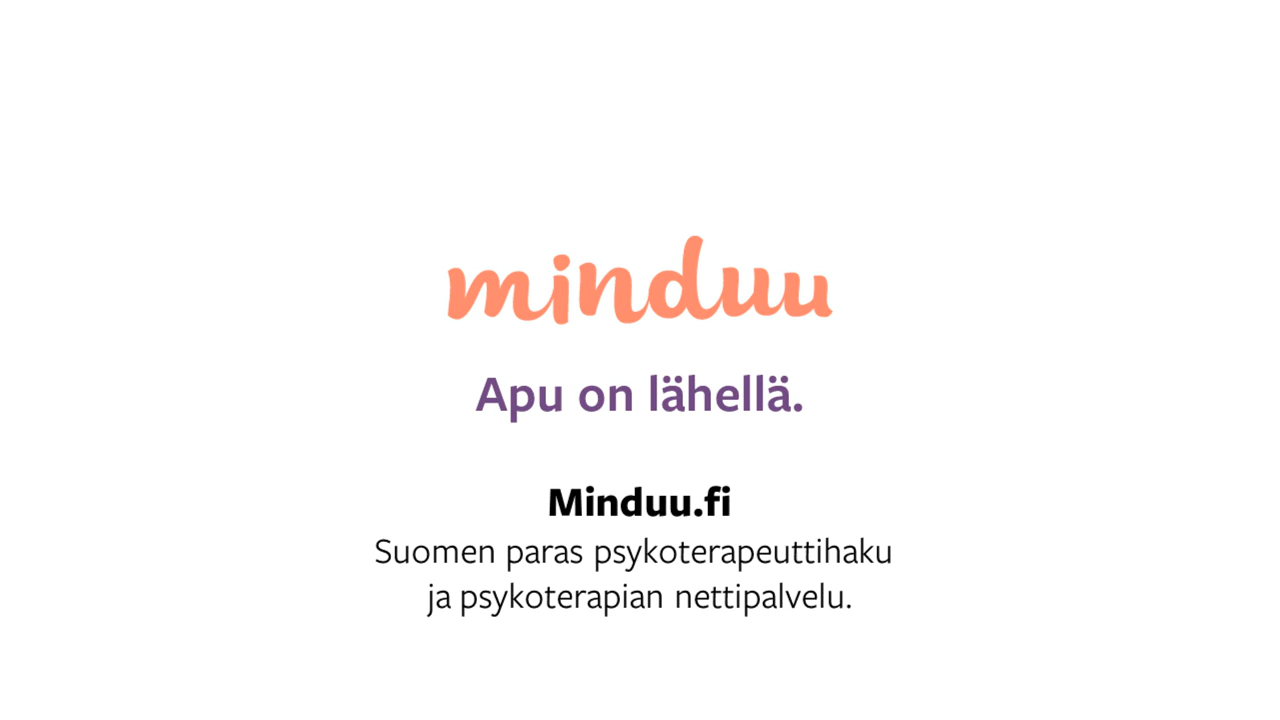 minduu
Apu on lähellä.
Minduu.fi
Suomen paras psykoterapeuttihaku
ja psykoterapian nettipalvelu.